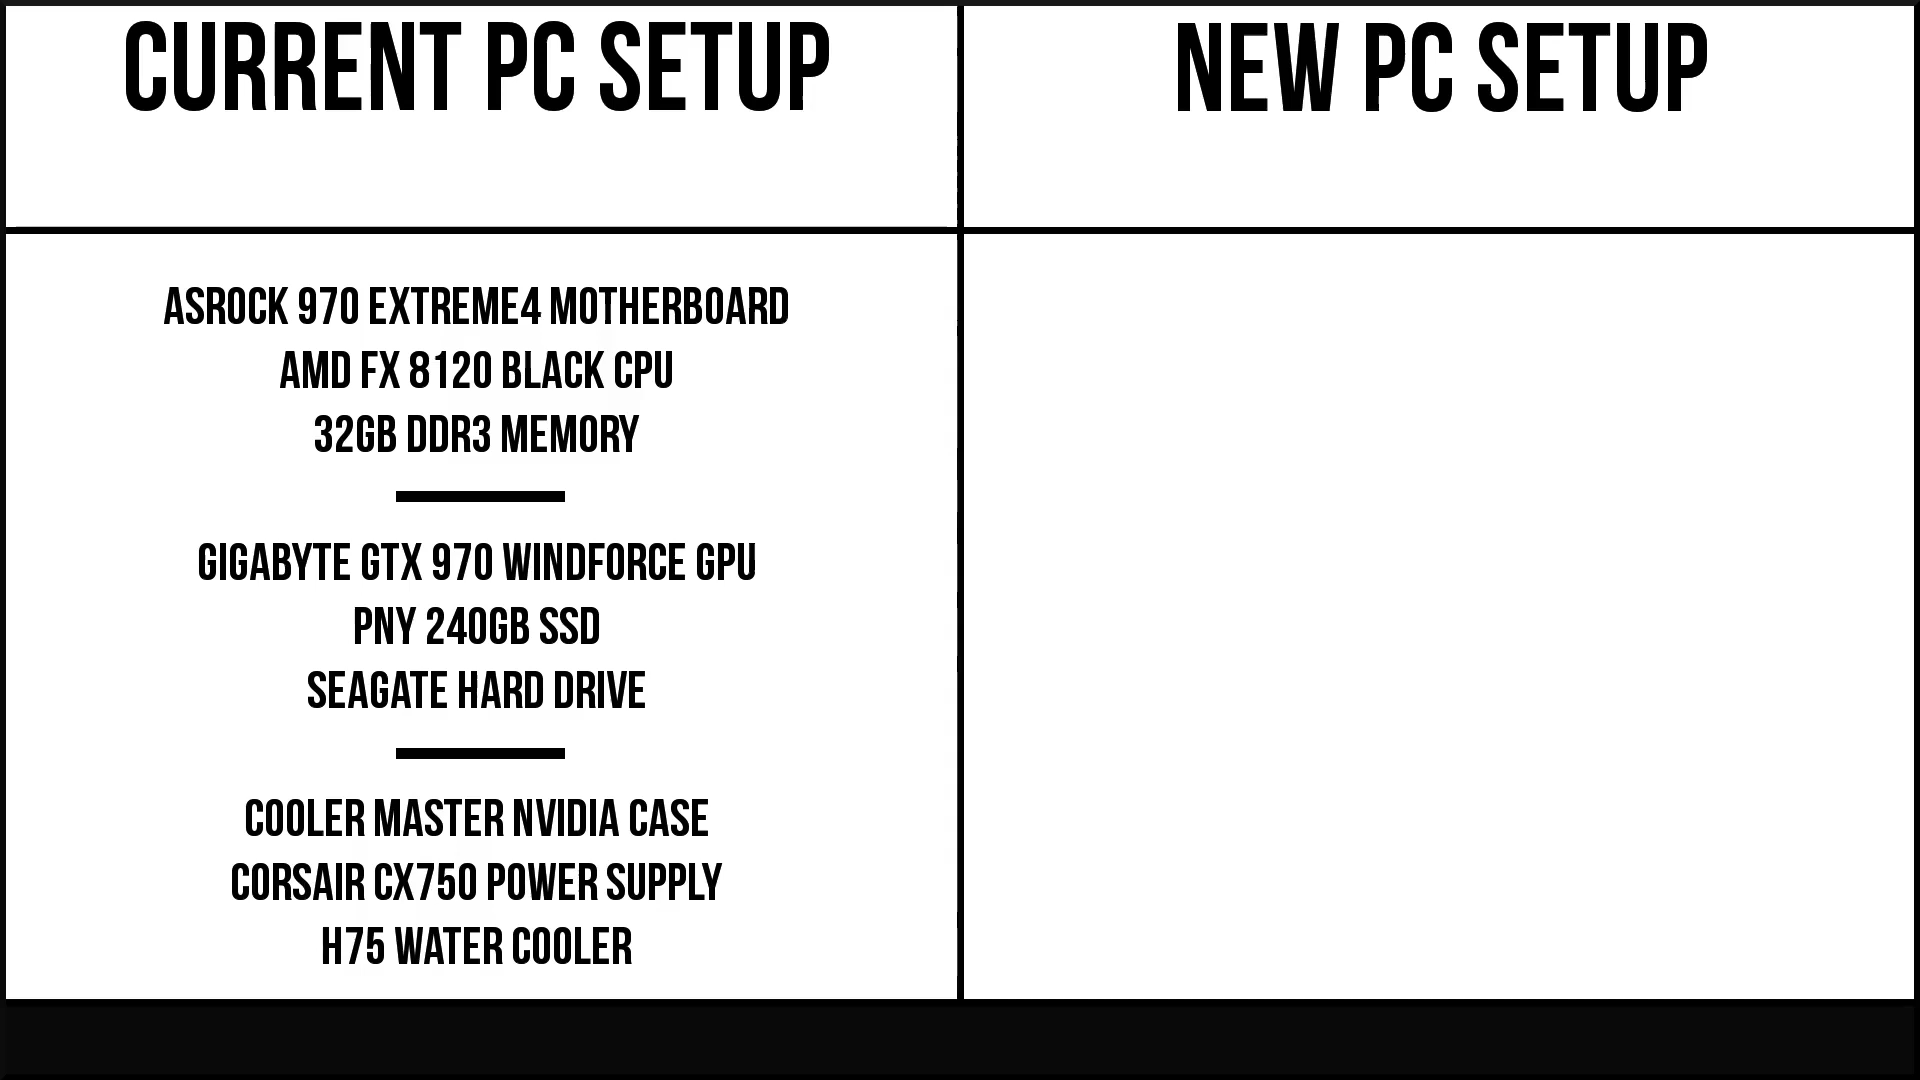 CURRENT PC SETUP
NEW PC SETUP
ASROCK 970 EXTREME4 MOTHERBOARD
AMD FX 8120 BLACK CPU
32GB DDR3 MEMORY
GIGABYTE GTX 970 WINDFORCE GPU
PNY 240GB SSD
SEAGATE HARD DRIVE
COOLER MASTER NVIDIA CASE
CORSAIR CX750 POWER SUPPLY
H75 WATER COOLER